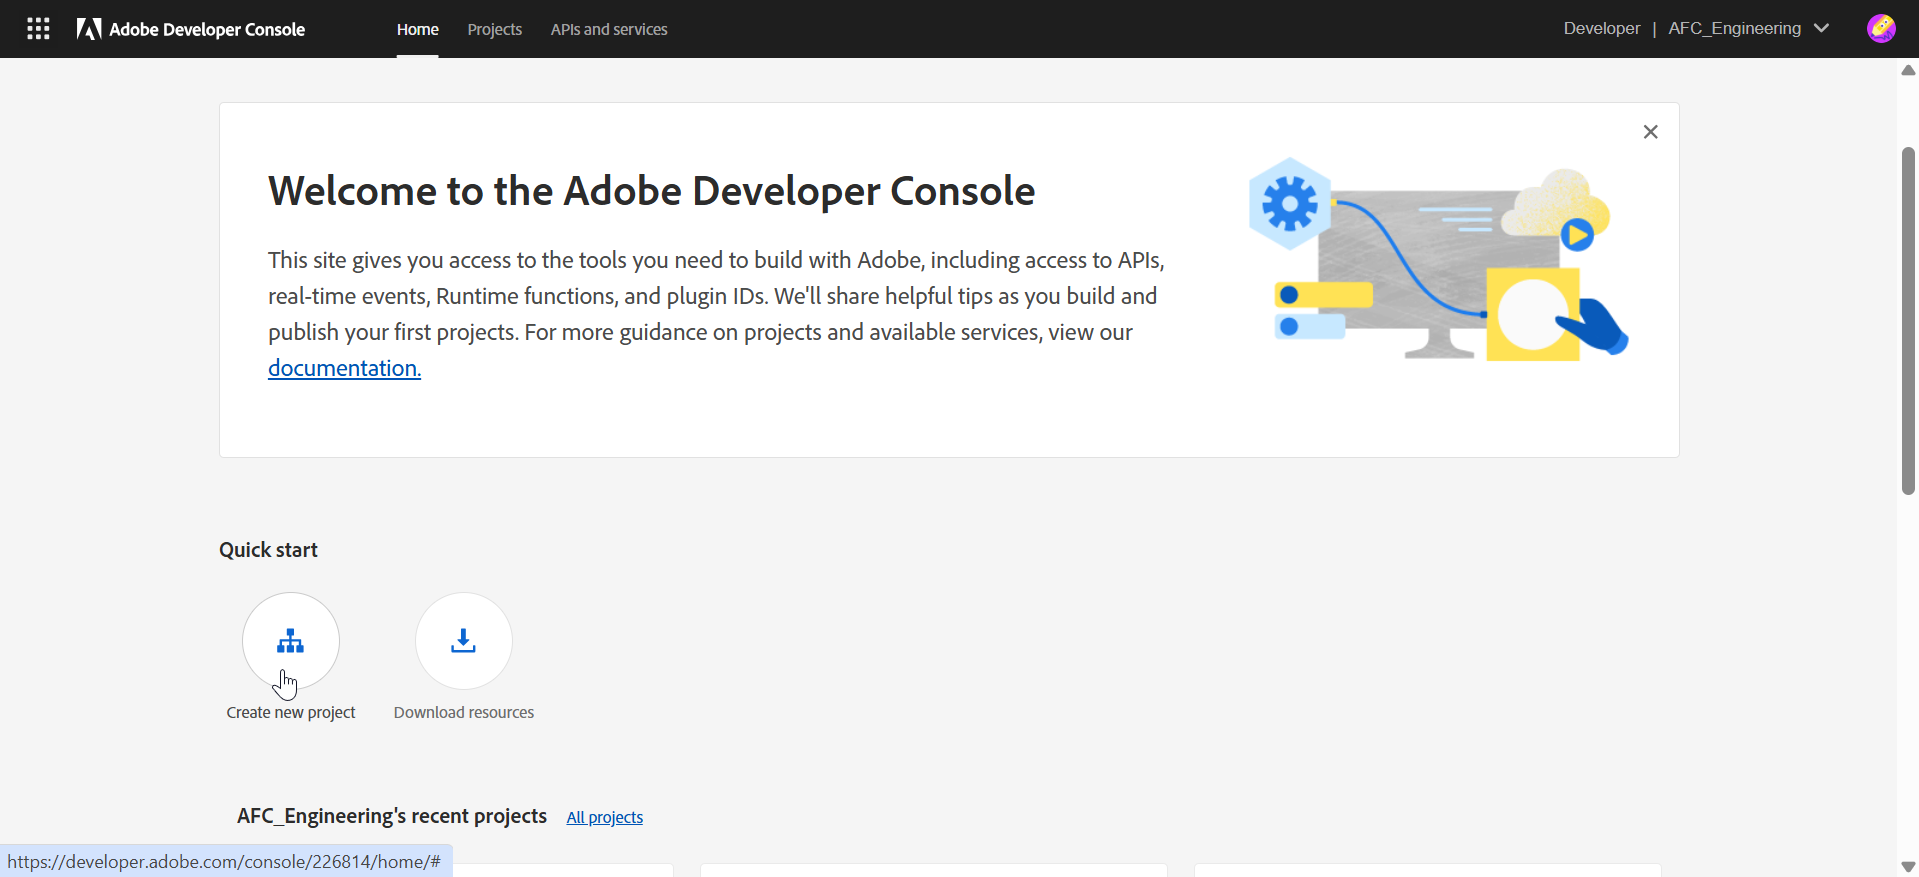 Adobe Developer Console
Home
Projects
APIs and services
Developer | AFC_Engineering
Welcome to the Adobe Developer Console
This site gives you access to the tools you need to build with Adobe, including access to APIs,
real-time events, Runtime functions, and plugin IDs. We'll share helpful tips as you build and
publish your first projects. For more guidance on projects and available services, view our
documentation.
Quick start
Create new project
Download resources
AFC_Engineering's recent projects
All projects
https://developer.adobe.com/console/226814/home/#